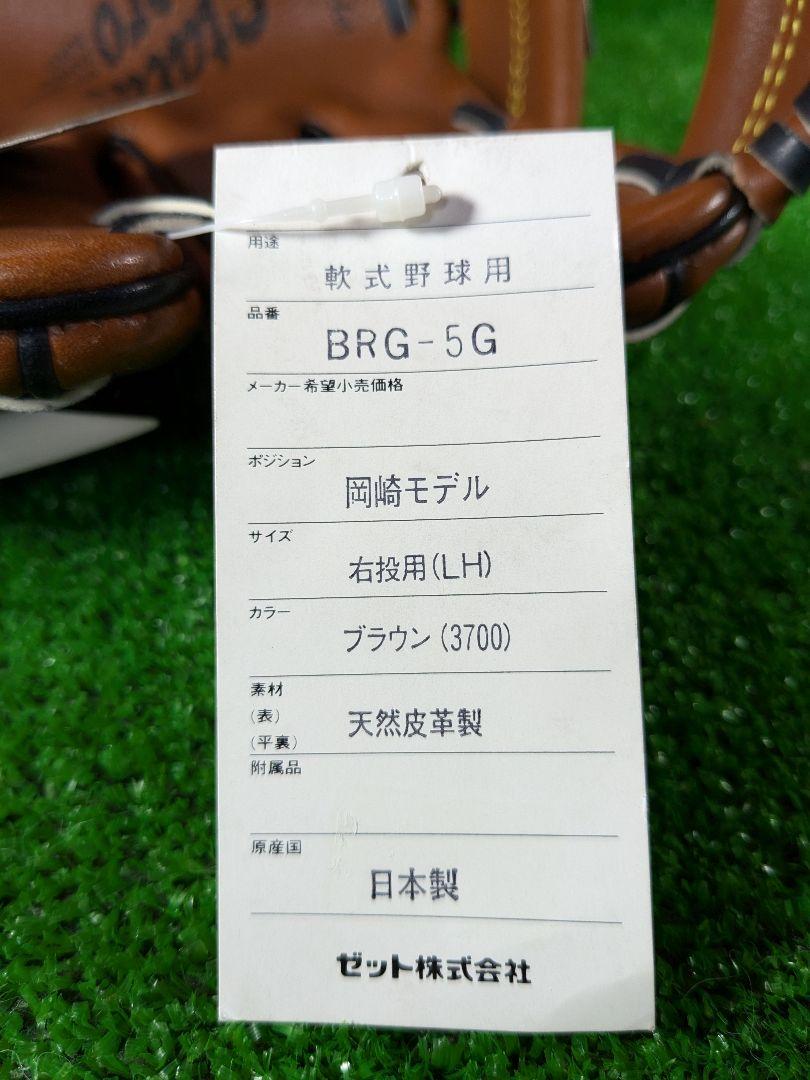 用途
軟式野球用
品番
BRG-5G
メーカー希望小売価格
ポジション
岡崎モデル
サイズ
右投用(LH)
カラー
ブラウン(3700)
素材
(表)
(平裏)
天然皮革製
附属品
原産国
日本製
ゼット株式会社